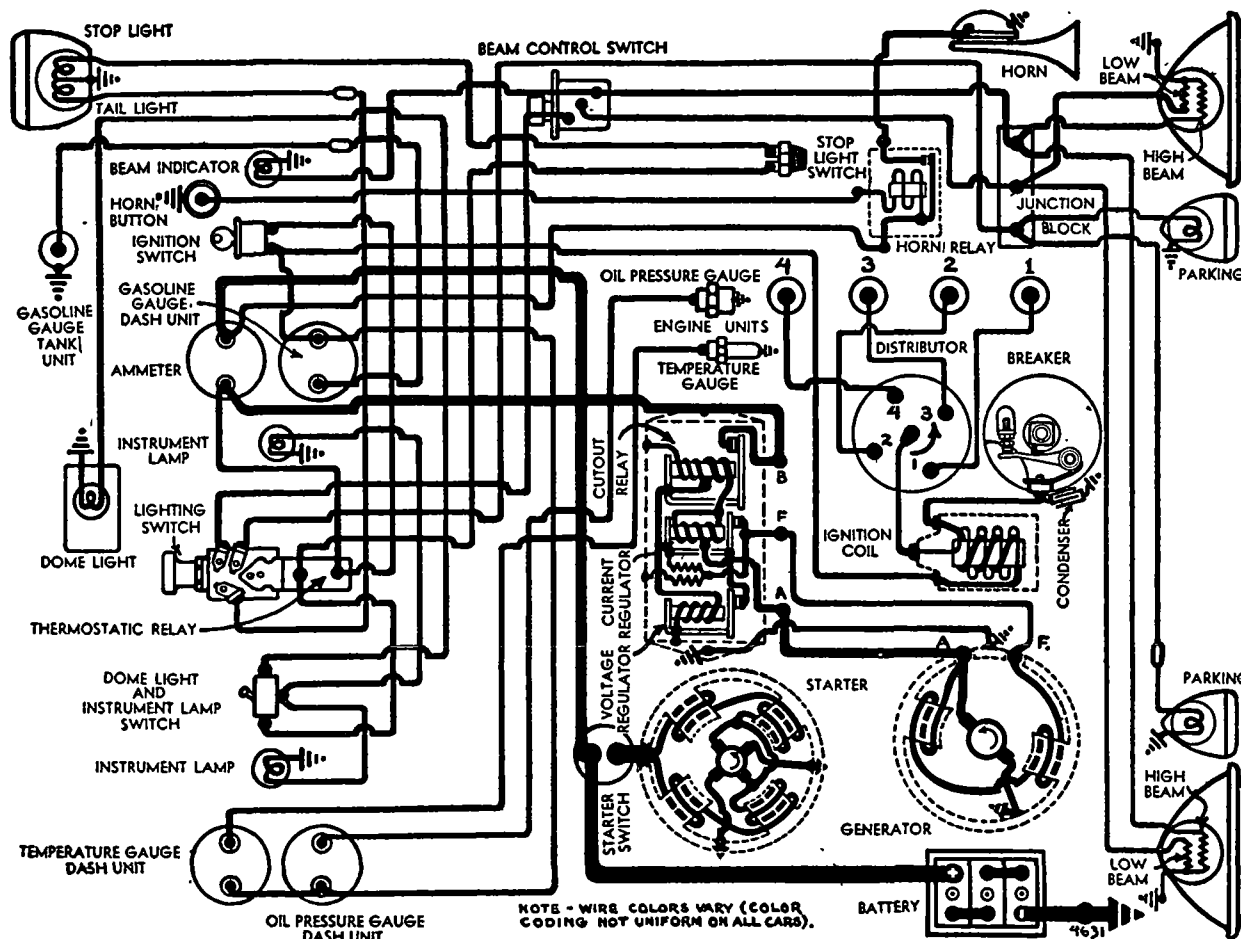 STOP LIGHT
TAIL LIGHT
BEAM CONTROL SWITCH
HORN
LOW
BEAM
HIGH
BEAM
BEAM INDICATOR
STOP
LIGHT
SWITCH
HORN
BUTTON
IGNITION
SWITCH
JUNCTION
BLOCK
HORN RELAY
PARKING
GASOLINE
GAUGE
TANK
UNIT
GASOLINE
GAUGE
DASH UNIT
OIL PRESSURE GAUGE
ENGINE UNITS
TEMPERATURE
GAUGE
4
3
2
1
DISTRIBUTOR
BREAKER
AMMETER
4
3
2
1
INSTRUMENT
LAMP
CUTOUT
RELAY
B
F
A
LIGHTING
SWITCH
DOME LIGHT
CURRENT
REGULATOR
VOLTAGE
REGULATOR
IGNITION
COIL
CONDENSER
THERMOSTATIC RELAY
A
F
DOME LIGHT
AND
INSTRUMENT LAMP
SWITCH
STARTER
PARKING
INSTRUMENT LAMP
STARTER
SWITCH
GENERATOR
HIGH
BEAM
TEMPERATURE GAUGE
DASH UNIT
OIL PRESSURE GAUGE
DASH UNIT
LOW
BEAM
BATTERY
NOTE - WIRE COLORS VARY (COLOR
CODING NOT UNIFORM ON ALL CARS).
4631